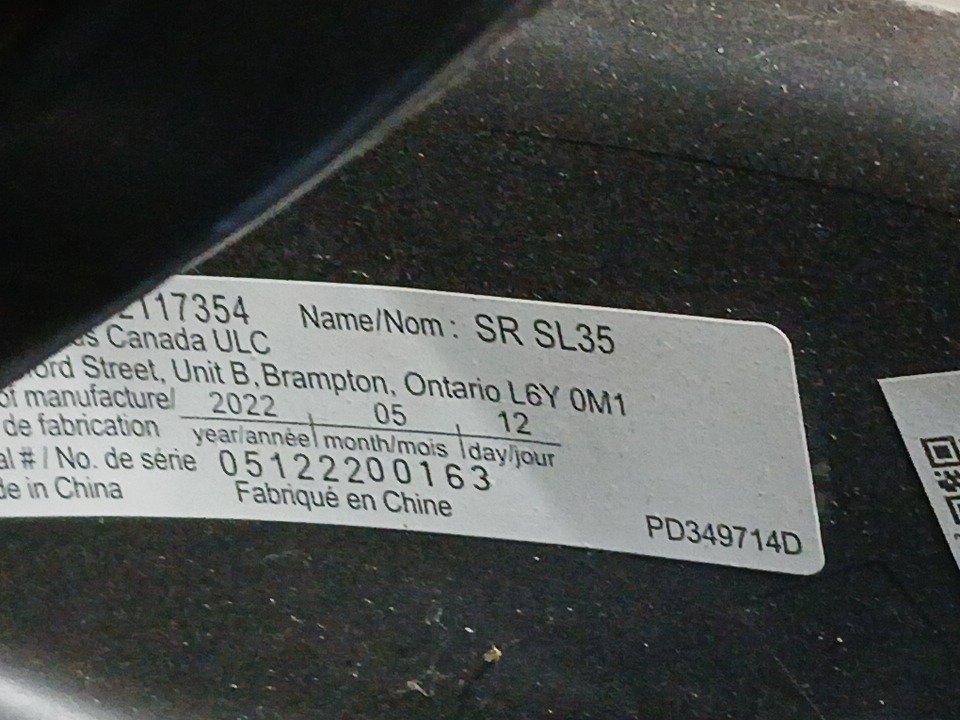 2117354 Name/Nom : SR SL35
Canada ULC
Street, Unit B, Brampton, Ontario L6Y 0M1
of manufacture/ 2022 05 12
de fabrication year/année month/mois day/jour
# / No. de série 05122200163
in China Fabriqué en Chine
PD349714D